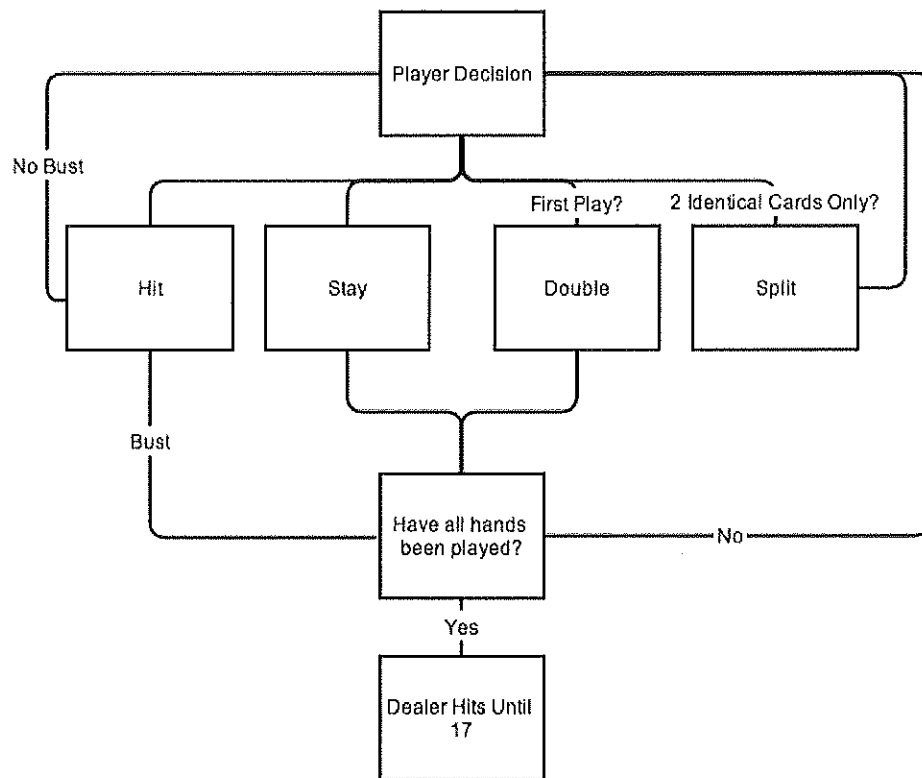 Player Decision
No Bust
First Play?
2 Identical Cards Only?
Hit
Stay
Double
Split
Bust
Have all hands
been played?
No
Yes
Dealer Hits Until
17